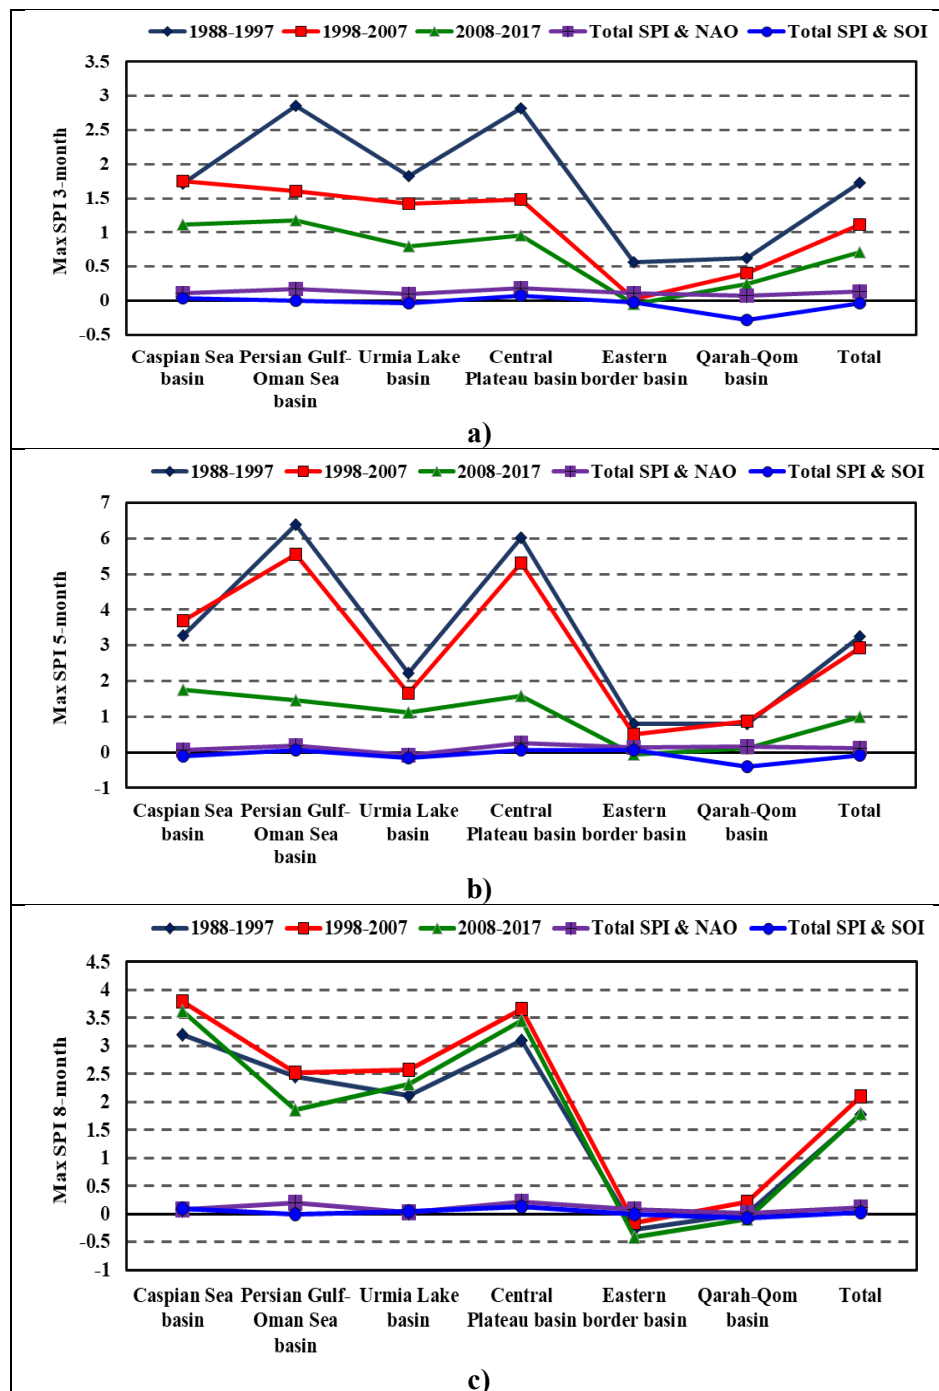 1988-1997 1998-2007 2008-2017 Total SPI & NAO Total SPI & SOI
3.5
3
2.5
2
1.5
1
0.5
0
-0.5
Max SPI 3-month
Caspian Sea Persian Gulf- Urmia Lake Central Eastern Qarah-Qom Total
basin Oman Sea basin Plateau basin border basin basin
basin
a)
1988-1997 1998-2007 2008-2017 Total SPI & NAO Total SPI & SOI
7
6
5
4
3
2
1
0
-1
Max SPI 5-month
Caspian Sea Persian Gulf- Urmia Lake Central Eastern Qarah-Qom Total
basin Oman Sea basin Plateau basin border basin basin
basin
b)
1988-1997 1998-2007 2008-2017 Total SPI & NAO Total SPI & SOI
4.5
4
3.5
3
2.5
2
1.5
1
0.5
0
-0.5
-1
Max SPI 8-month
Caspian Sea Persian Gulf- Urmia Lake Central Eastern Qarah-Qom Total
basin Oman Sea basin Plateau basin border basin basin
basin
c)